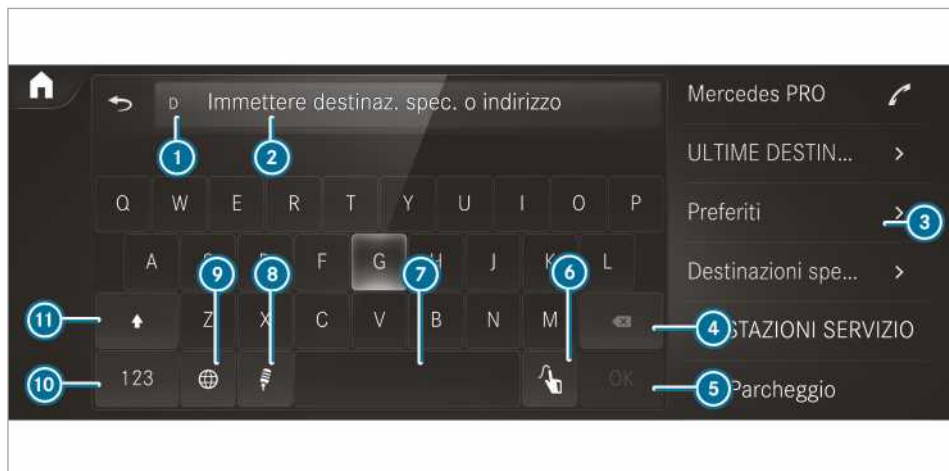 D Immettere destinaz. spec. o indirizzo
1 2
Q W E R T Y U I O P
A F G J K L
9 8 7 6
Z X C V B N M
11
123
10
OK
Mercedes PRO
ULTIME DESTIN...
Preferiti
3
Destinazioni spe...
4 STAZIONI SERVIZIO
5 Parcheggio